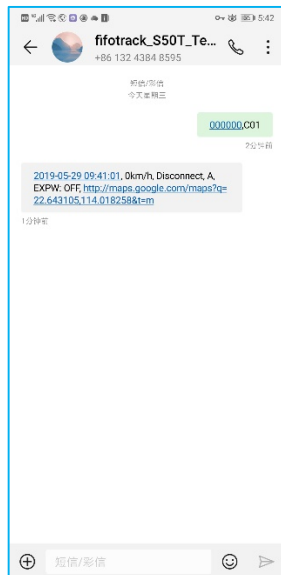 5:42
fifotrack_S50T_Te...
+86 132 4384 8595
短信/彩信
今天星期三
000000,C01
2分钟前
2019-05-29 09:41:01, 0km/h, Disconnect, A,
EXPW: OFF, http://maps.google.com/maps?q=
22.643105,114.018258&t=m
1分钟前
短信/彩信